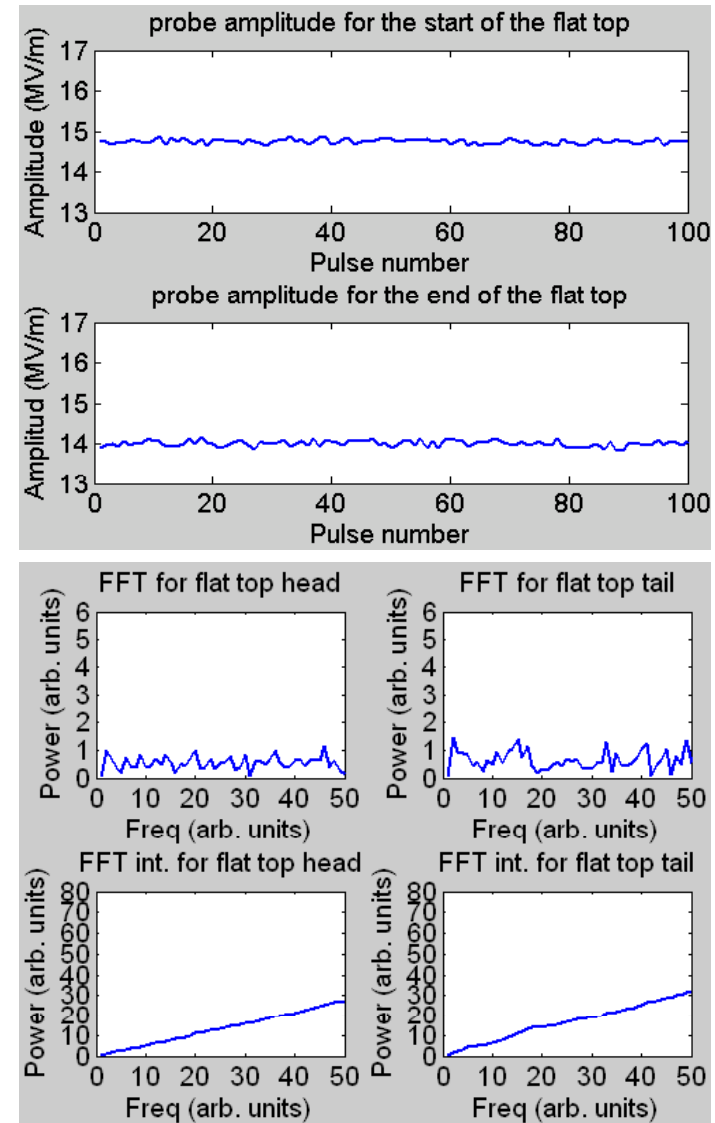 probe amplitude for the start of the flat top
Amplitude (MV/m)
17
16
15
14
13
0 20 40 60 80 100
Pulse number
probe amplitude for the end of the flat top
Amplitud (MV/m)
17
16
15
14
13
0 20 40 60 80 100
Pulse number
FFT for flat top head
Power (arb. units)
6
5
4
3
2
1
0
0 10 20 30 40 50
Freq (arb. units)
FFT for flat top tail
Power (arb. units)
6
5
4
3
2
1
0
0 10 20 30 40 50
Freq (arb. units)
FFT int. for flat top head
Power (arb. units)
80
70
60
50
40
30
20
10
0
0 10 20 30 40 50
Freq (arb. units)
FFT int. for flat top tail
Power (arb. units)
80
70
60
50
40
30
20
10
0
0 10 20 30 40 50
Freq (arb. units)